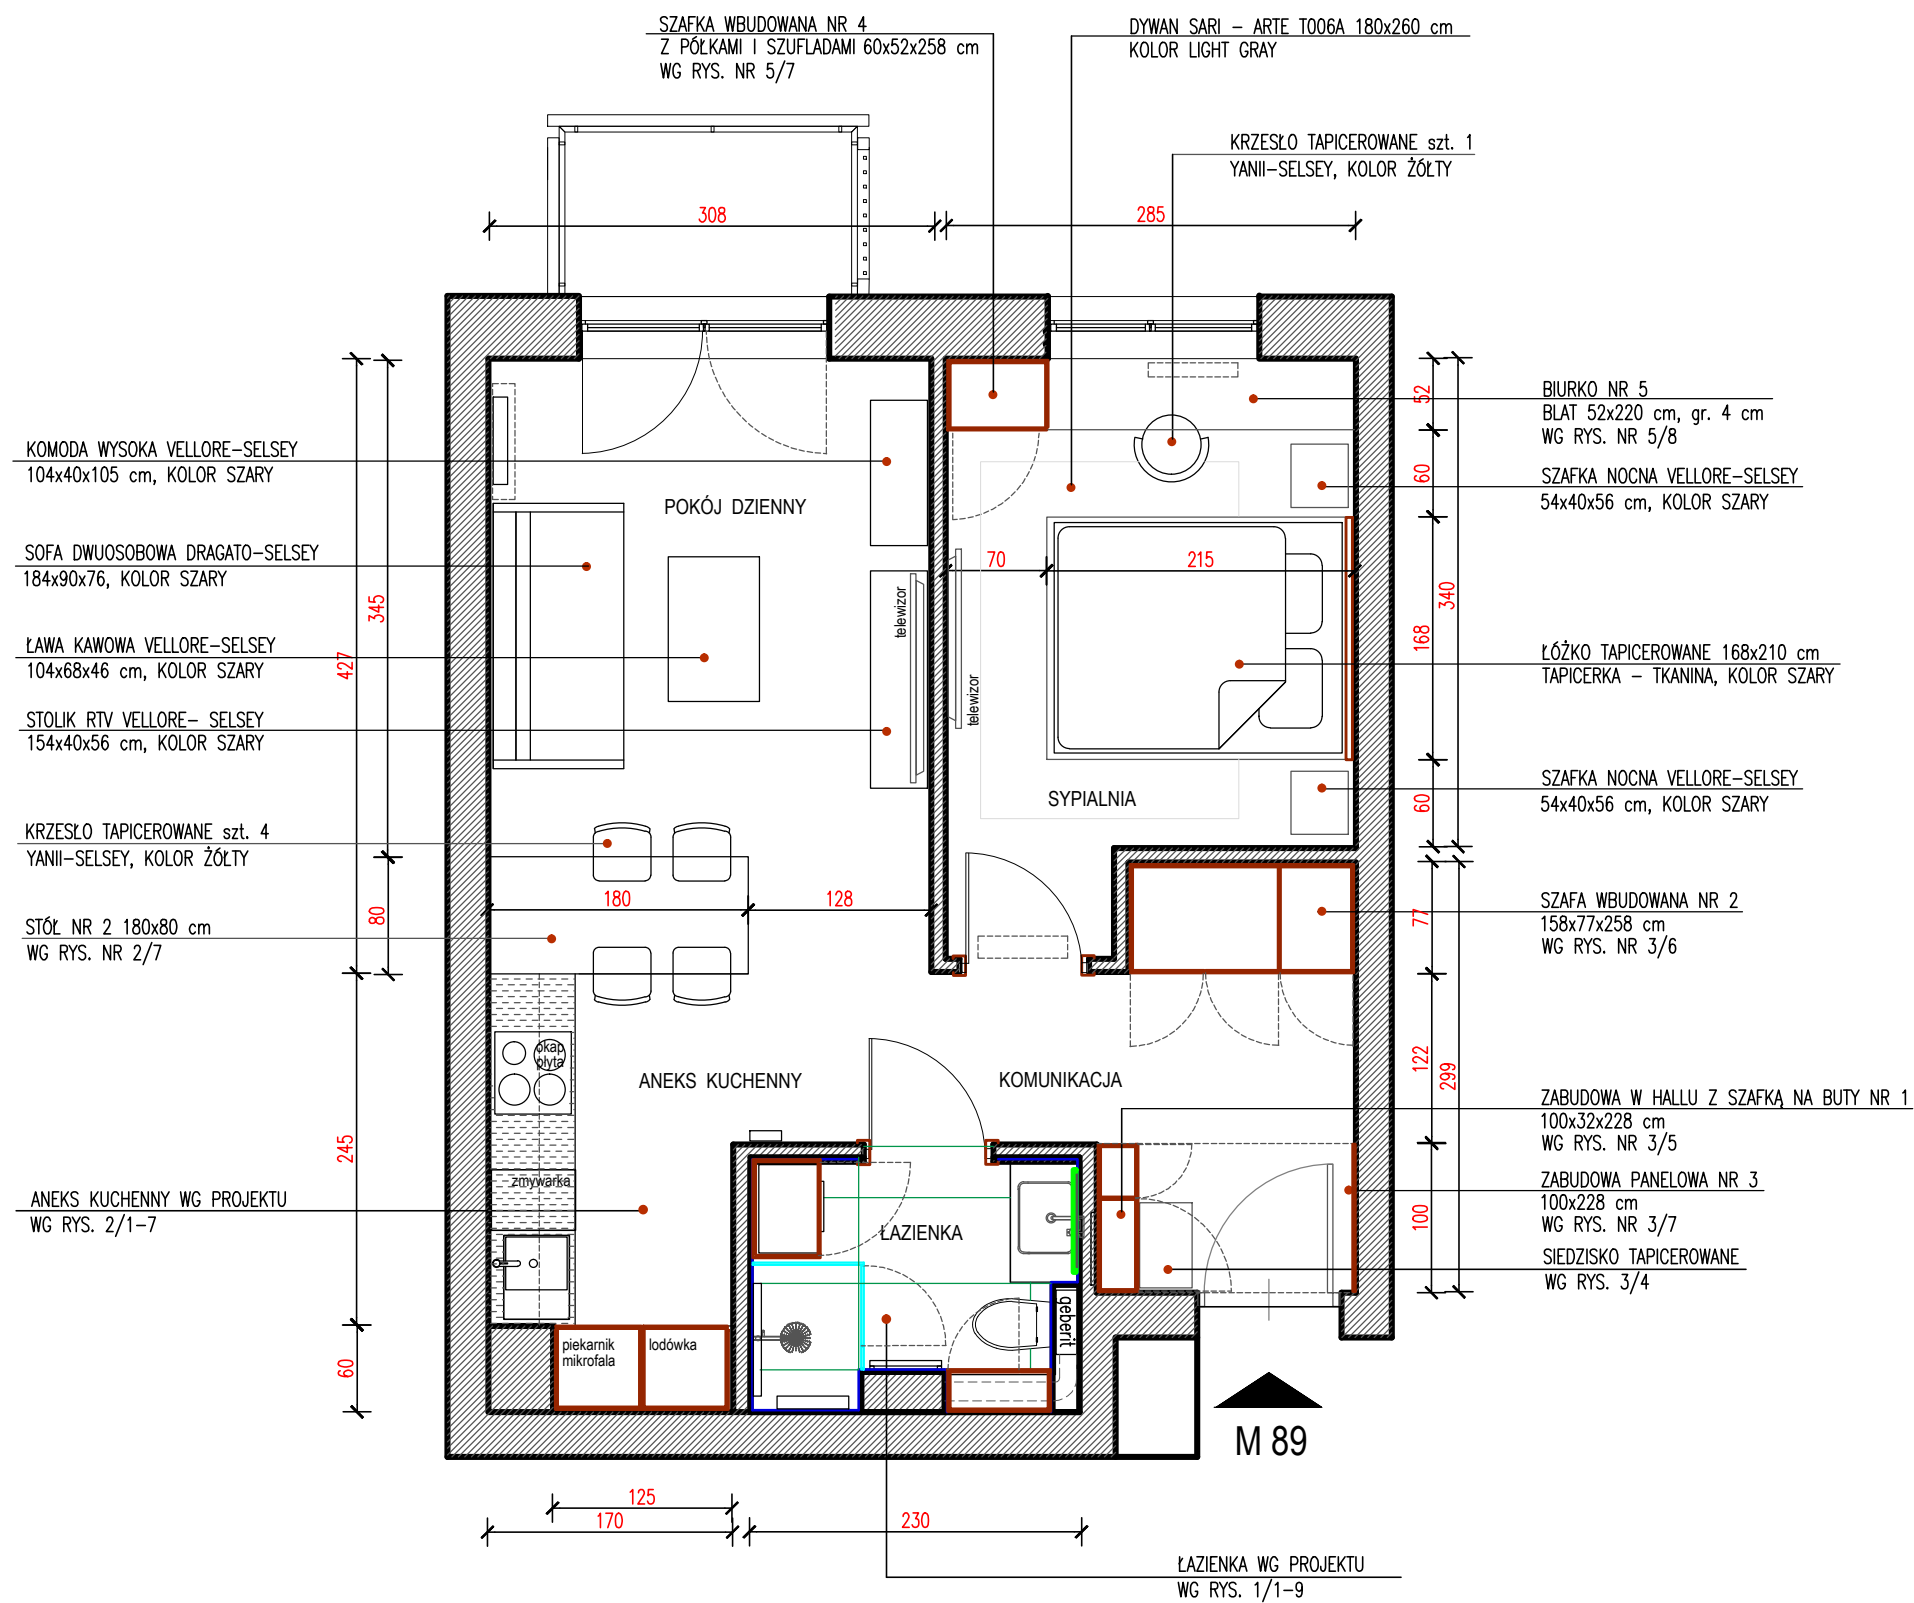 SZAFKA WBUDOWANA NR 4
Z PÓŁKAMI I SZUFLADAMI 60x52x258 cm
WG RYS. NR 5/7
DYWAN SARI – ARTE T006A 180x260 cm
KOLOR LIGHT GRAY
KRZESŁO TAPICEROWANE szt. 1
YANII-SELSEY, KOLOR ŻÓŁTY
308
285
KOMODA WYSOKA VELLORE-SELSEY
104x40x105 cm, KOLOR SZARY
SOFA DWUOSOBOWA DRAGATO-SELSEY
184x90x76, KOLOR SZARY
ŁAWA KAWOWA VELLORE-SELSEY
104x68x46 cm, KOLOR SZARY
STOLIK RTV VELLORE- SELSEY
154x40x56 cm, KOLOR SZARY
KRZESŁO TAPICEROWANE szt. 4
YANII-SELSEY, KOLOR ŻÓŁTY
STÓŁ NR 2 180x80 cm
WG RYS. NR 2/7
ANEKS KUCHENNY WG PROJEKTU
WG RYS. 2/1-7
427
345
80
245
60
POKÓJ DZIENNY
telewizor
telewizor
70
215
SYPIALNIA
180
128
okap
płyta
ANEKS KUCHENNY
KOMUNIKACJA
zmywarka
ŁAZIENKA
geberit
piekarnik
mikrofala
lodówka
M 89
52
60
168
60
340
77
122
100
299
BIURKO NR 5
BLAT 52x220 cm, gr. 4 cm
WG RYS. NR 5/8
SZAFKA NOCNA VELLORE-SELSEY
54x40x56 cm, KOLOR SZARY
ŁÓŻKO TAPICEROWANE 168x210 cm
TAPICERKA – TKANINA, KOLOR SZARY
SZAFKA NOCNA VELLORE-SELSEY
54x40x56 cm, KOLOR SZARY
SZAFA WBUDOWANA NR 2
158x77x258 cm
WG RYS. NR 3/6
ZABUDOWA W HALLU Z SZAFKĄ NA BUTY NR 1
100x32x228 cm
WG RYS. NR 3/5
ZABUDOWA PANELOWA NR 3
100x228 cm
WG RYS. NR 3/7
SIEDZISKO TAPICEROWANE
WG RYS. 3/4
125
170
230
ŁAZIENKA WG PROJEKTU
WG RYS. 1/1-9